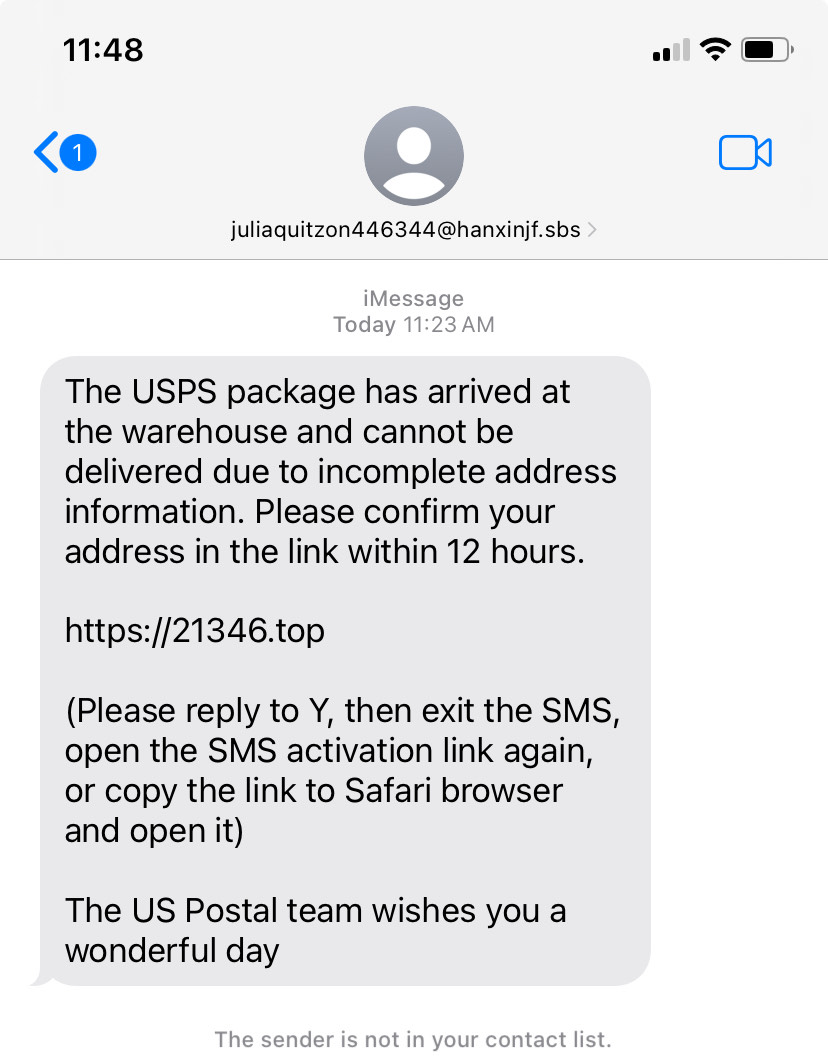 11:48
1
juliaquitzon446344@hanxinjf.sbs
iMessage
Today 11:23 AM
The USPS package has arrived at
the warehouse and cannot be
delivered due to incomplete address
information. Please confirm your
address in the link within 12 hours.
https://21346.top
(Please reply to Y, then exit the SMS,
open the SMS activation link again,
or copy the link to Safari browser
and open it)
The US Postal team wishes you a
wonderful day
The sender is not in your contact list.